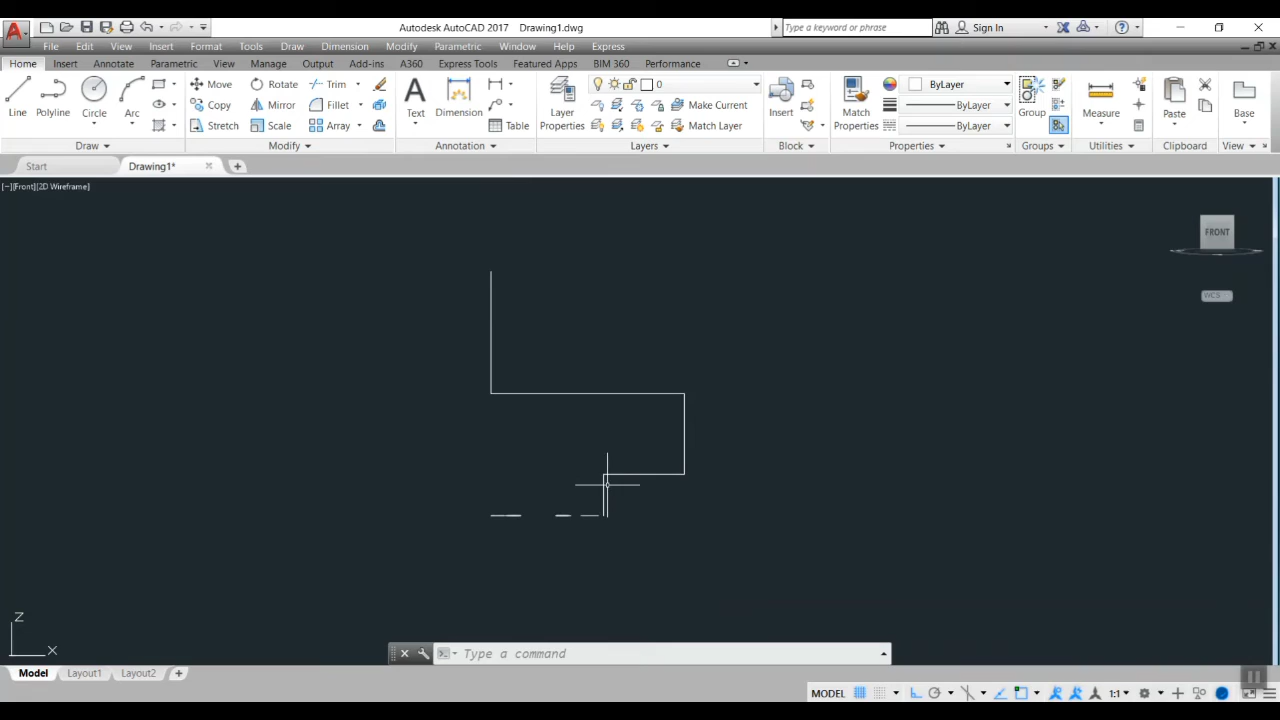 Autodesk AutoCAD 2017 Drawing1.dwg Type a keyword or phrase Sign In
File Edit View Insert Format Tools Draw Dimension Modify Parametric Window Help Express
Home Insert Annotate Parametric View Manage Output Add-ins A360 Express Tools Featured Apps BIM 360 Performance
Move Rotate Trim 0 ByLayer
Line Polyline Circle Arc Copy Mirror Fillet Text Dimension Layer Properties Make Current Insert Match Properties ByLayer Group Measure Paste Base
Stretch Scale Array Table Match Layer ByLayer
Draw Modify Annotation Layers Block Properties Groups Utilities Clipboard View
Start Drawing1*
[−][Front][2D Wireframe]
FRONT
WCS
Z
X
Type a command
Model Layout1 Layout2
MODEL 1:1